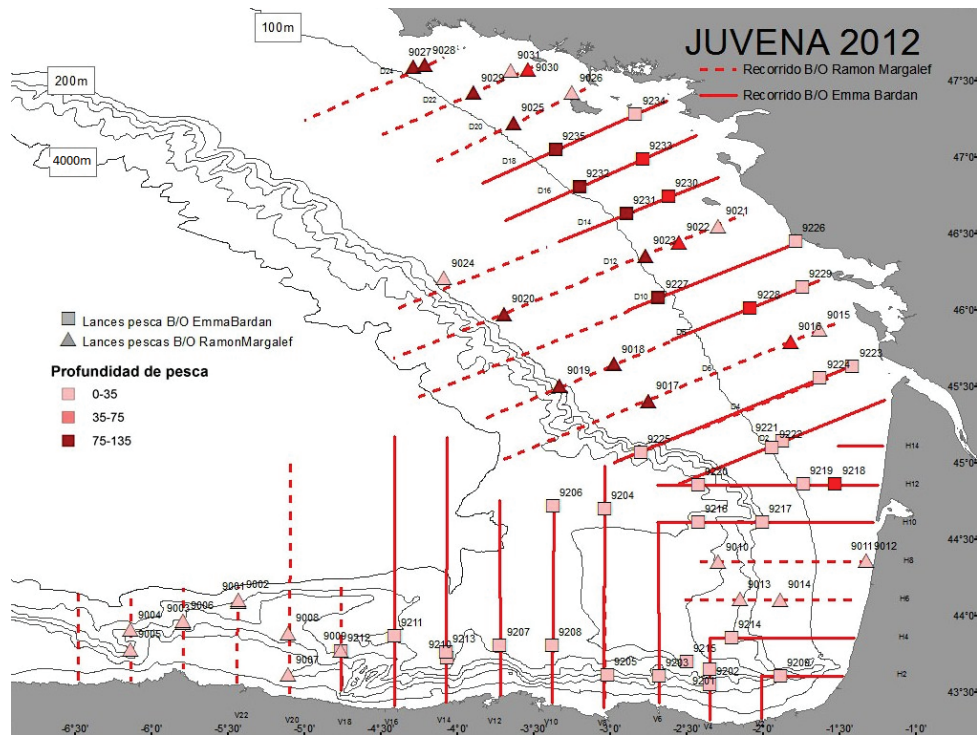 JUVENA 2012
Recorrido B/O Ramon Margalef
Recorrido B/O Emma Bardan
100m
200m
4000m
Lances pesca B/O EmmaBardan
Lances pescas B/O RamonMargalef
Profundidad de pesca
0-35
35-75
75-135
9027 9028
9031
9030
9029
9026
9025
9234
9235
9233
9232
9230
9231
9021
9022
9023
9226
9024
9227
9229
9228
9020
9015
9016
9018
9019
9017
9223
9224
9225
9221
9222
9220
9219 9218
9206
9204
9216
9217
9010
9011 9012
9013
9014
9001 9002
9003 9006
9004
9005
9008
9007
9009 9212
9211
9213
9210
9207
9208
9205
9203
9215
9214
9202
9201
9209
D24
D22
D20
D18
D16
D14
D12
D10
D6
D4
D2
H14
H12
H10
H8
H6
H4
H2
V22
V20
V18
V16
V14
V12
V10
V8
V6
V4
47°30'
47°0'
46°30'
46°0'
45°30'
45°0'
44°30'
44°0'
43°30'
-6°30'
-6°0'
-5°30'
-5°0'
-4°30'
-4°0'
-3°30'
-3°0'
-2°30'
-2°0'
-1°30'
-1°0'